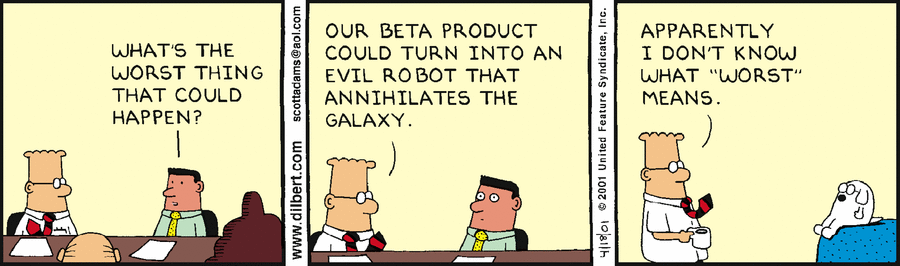 WHAT'S THE
WORST THING
THAT COULD
HAPPEN?
www.dilbert.com scottadams@aol.com
OUR BETA PRODUCT
COULD TURN INTO AN
EVIL ROBOT THAT
ANNIHILATES THE
GALAXY.
4/18/01 © 2001 United Feature Syndicate, Inc.
APPARENTLY
I DON'T KNOW
WHAT "WORST"
MEANS.